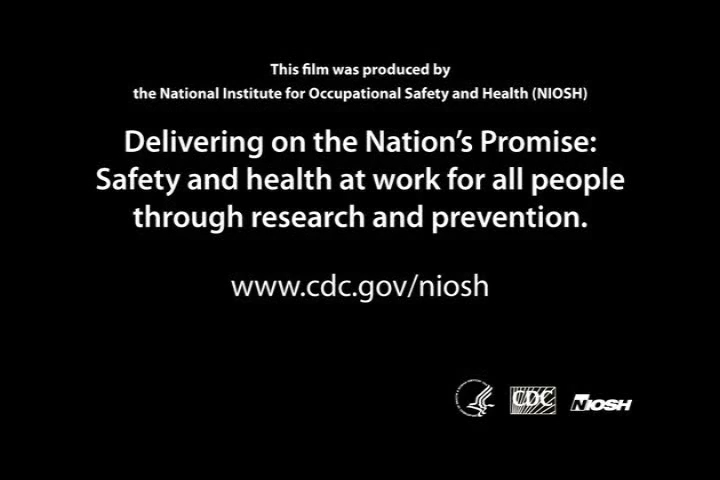 This film was produced by
the National Institute for Occupational Safety and Health (NIOSH)
Delivering on the Nation's Promise:
Safety and health at work for all people
through research and prevention.
www.cdc.gov/niosh
CDC
NIOSH